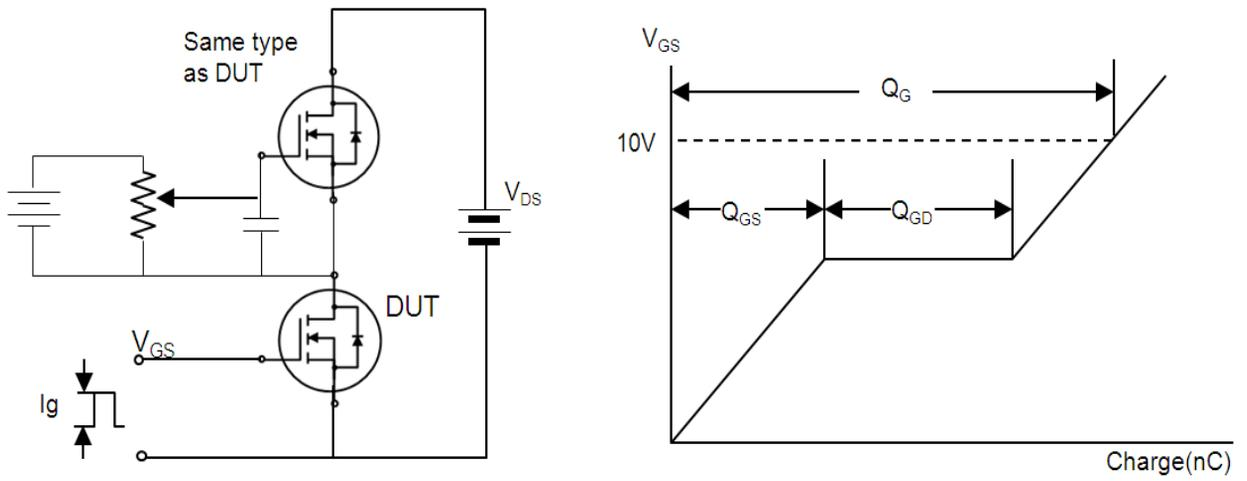 Same type
as DUT
V_DS
DUT
V_GS
Ig
V_GS
Q_G
10V
Q_GS
Q_GD
Charge(nC)